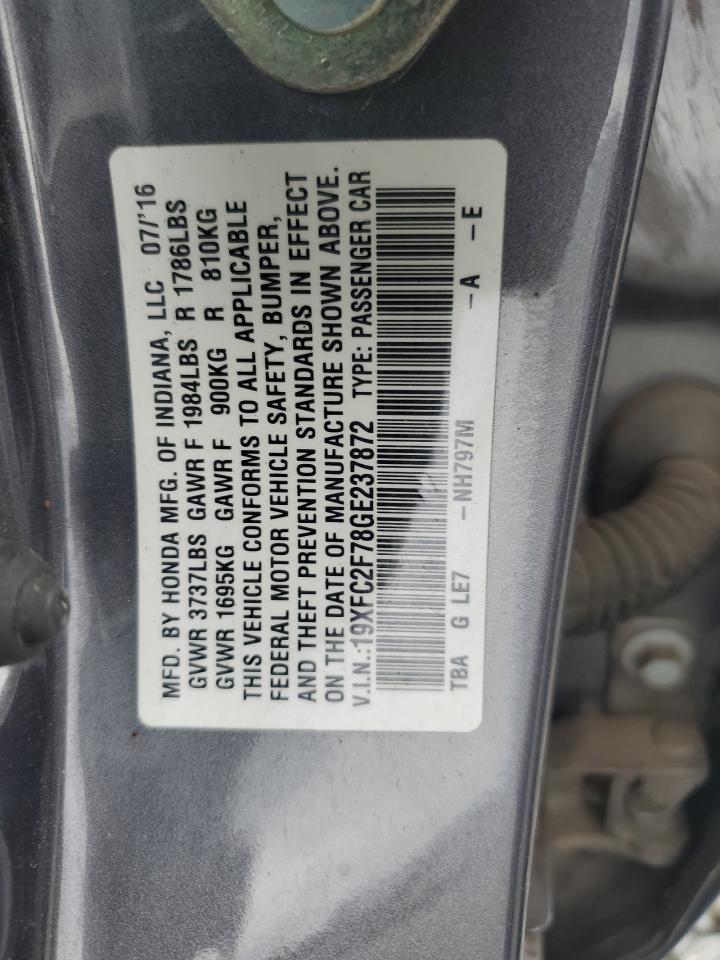 MFD. BY HONDA MFG. OF INDIANA, LLC 07/'16
GVWR 3737LBS GAWR F 1984LBS R 1786LBS
GVWR 1695KG GAWR F 900KG R 810KG
THIS VEHICLE CONFORMS TO ALL APPLICABLE
FEDERAL MOTOR VEHICLE SAFETY, BUMPER,
AND THEFT PREVENTION STANDARDS IN EFFECT
ON THE DATE OF MANUFACTURE SHOWN ABOVE.
V.I.N.:19XFC2F78GE237872 TYPE: PASSENGER CAR
TBA G LE7 -NH797M -A -E